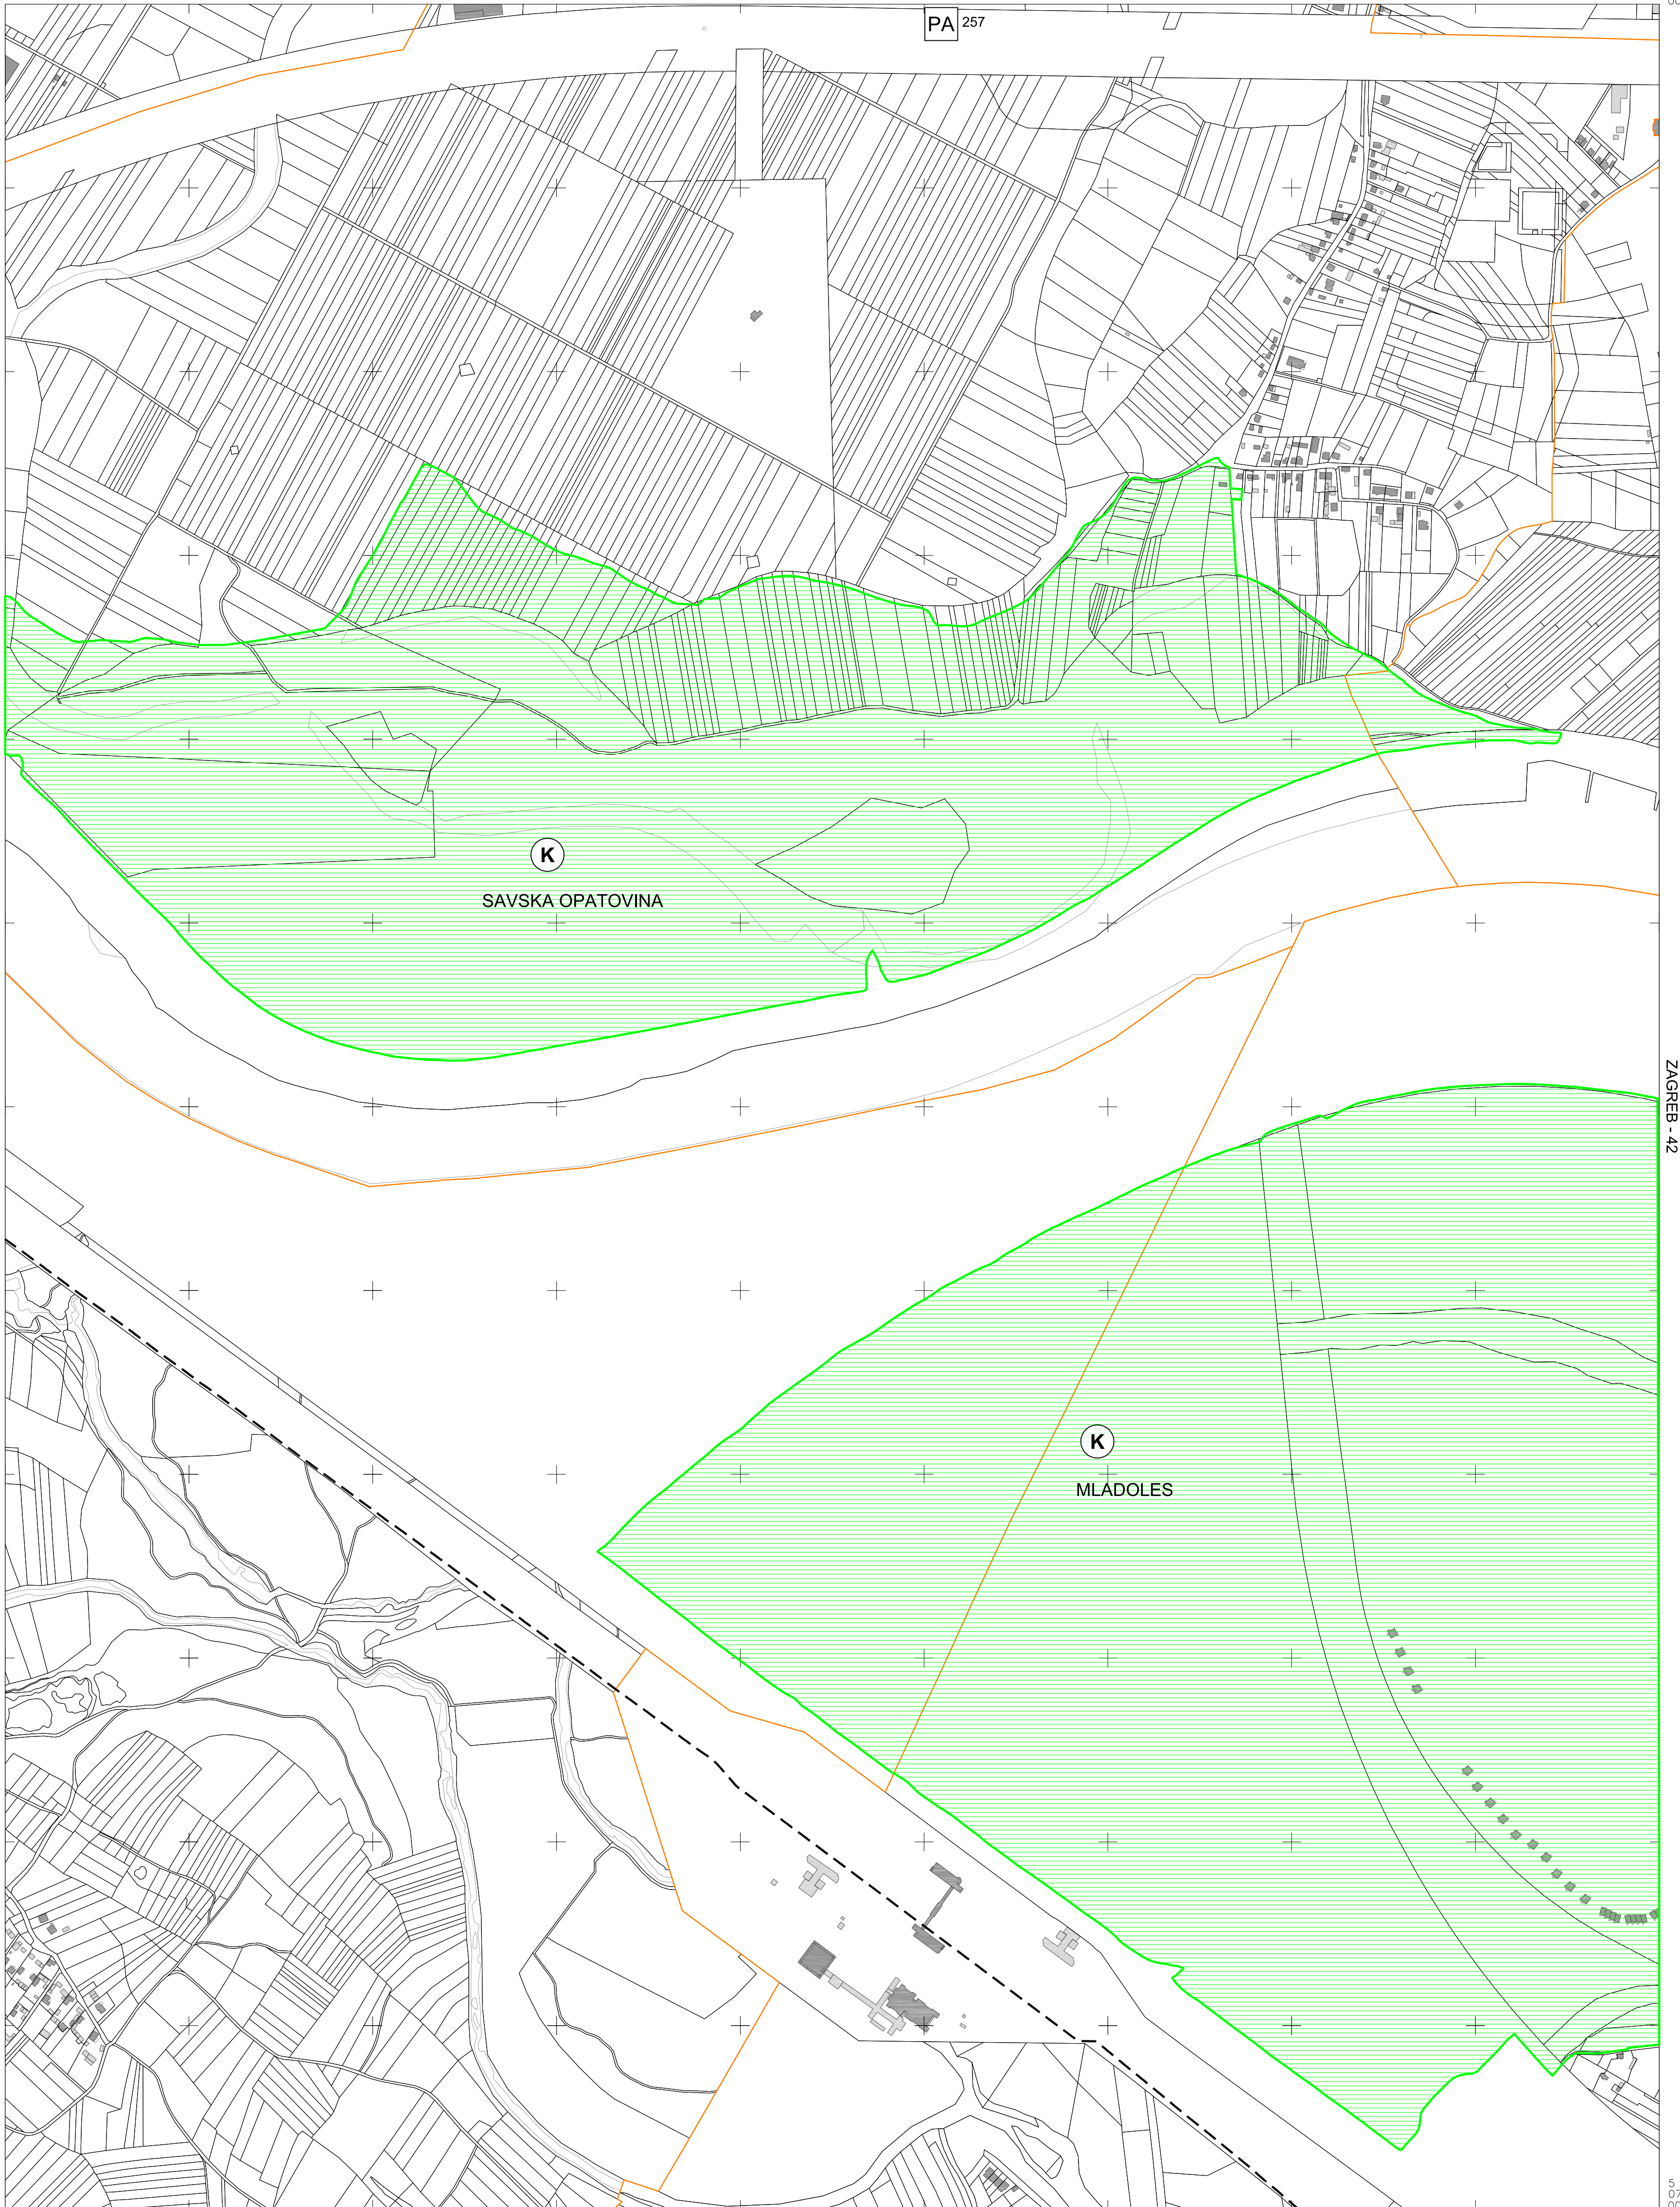 PA 257
K
SAVSKA OPATOVINA
ZAGREB - 42
K
MLADOLES